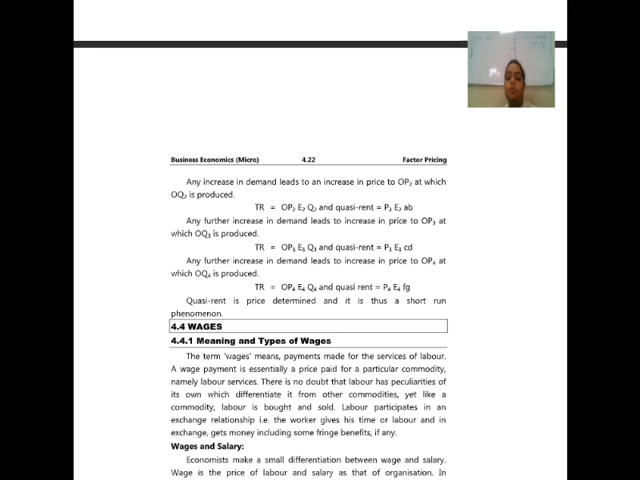 Business Economics (Micro) 4.22 Factor Pricing
Any increase in demand leads to an increase in price to OP₂ at which
OQ₂ is produced.
TR = OP₂ E₂ Q₂ and quasi-rent = P₂ E₂ ab
Any further increase in demand leads to increase in price to OP₃ at
which OQ₃ is produced.
TR = OP₃ E₃ Q₃ and quasi-rent = P₃ E₃ cd
Any further increase in demand leads to increase in price to OP₄ at
which OQ₄ is produced.
TR = OP₄ E₄ Q₄ and quasi rent = P₄ E₄ fg
Quasi-rent is price determined and it is thus a short run
phenomenon.
4.4 WAGES
4.4.1 Meaning and Types of Wages
The term 'wages' means, payments made for the services of labour.
A wage payment is essentially a price paid for a particular commodity,
namely labour services. There is no doubt that labour has peculiarities of
its own which differentiate it from other commodities, yet like a
commodity, labour is bought and sold. Labour participates in an
exchange relationship i.e. the worker gives his time or labour and in
exchange, gets money including some fringe benefits, if any.
Wages and Salary:
Economists make a small differentiation between wage and salary.
Wage is the price of labour and salary as that of organisation. In